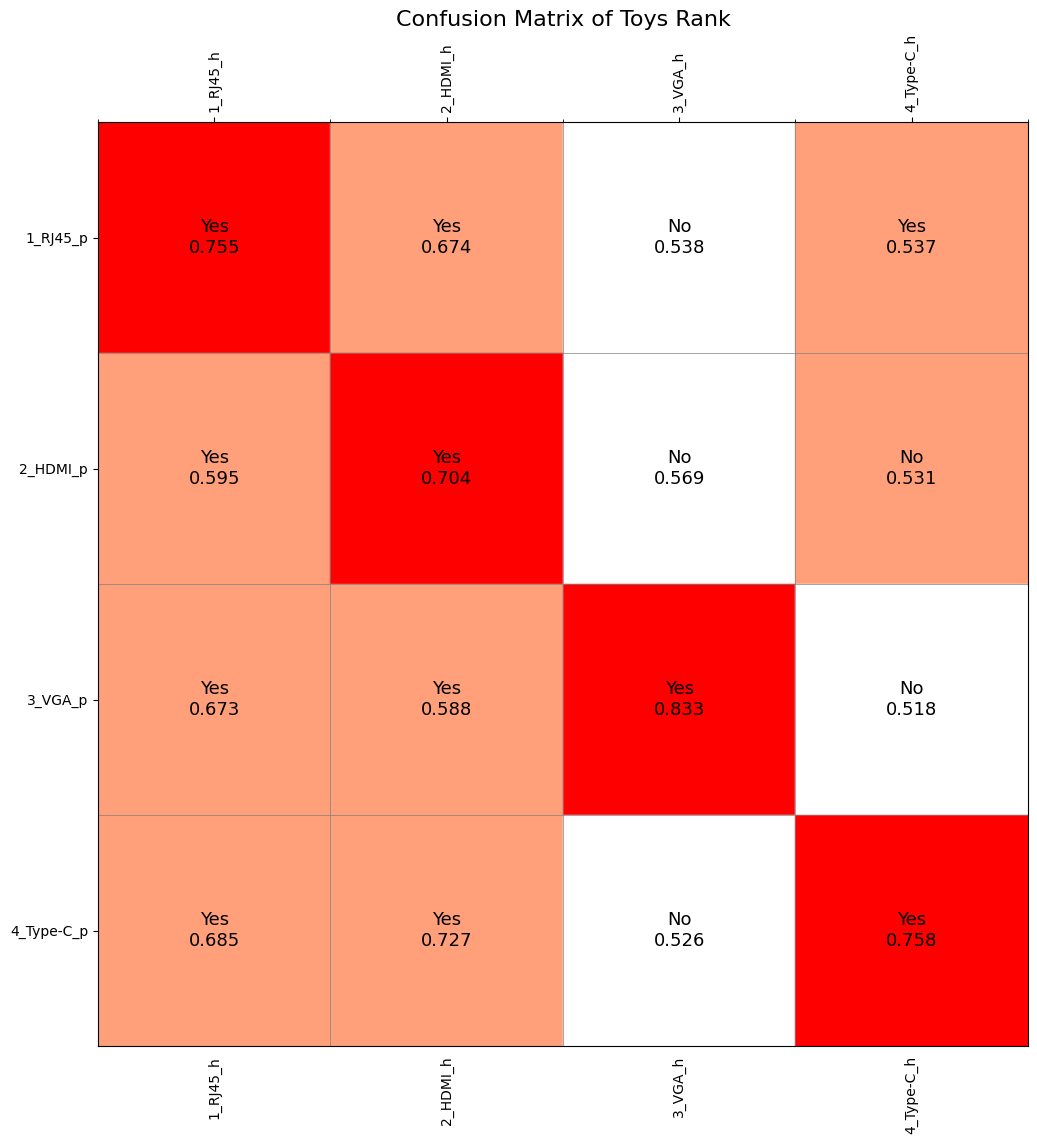 Confusion Matrix of Toys Rank
1_RJ45_h
2_HDMI_h
3_VGA_h
4_Type-C_h
1_RJ45_p
Yes
0.755
Yes
0.674
No
0.538
Yes
0.537
2_HDMI_p
Yes
0.595
Yes
0.704
No
0.569
No
0.531
3_VGA_p
Yes
0.673
Yes
0.588
Yes
0.833
No
0.518
4_Type-C_p
Yes
0.685
Yes
0.727
No
0.526
Yes
0.758
1_RJ45_h
2_HDMI_h
3_VGA_h
4_Type-C_h